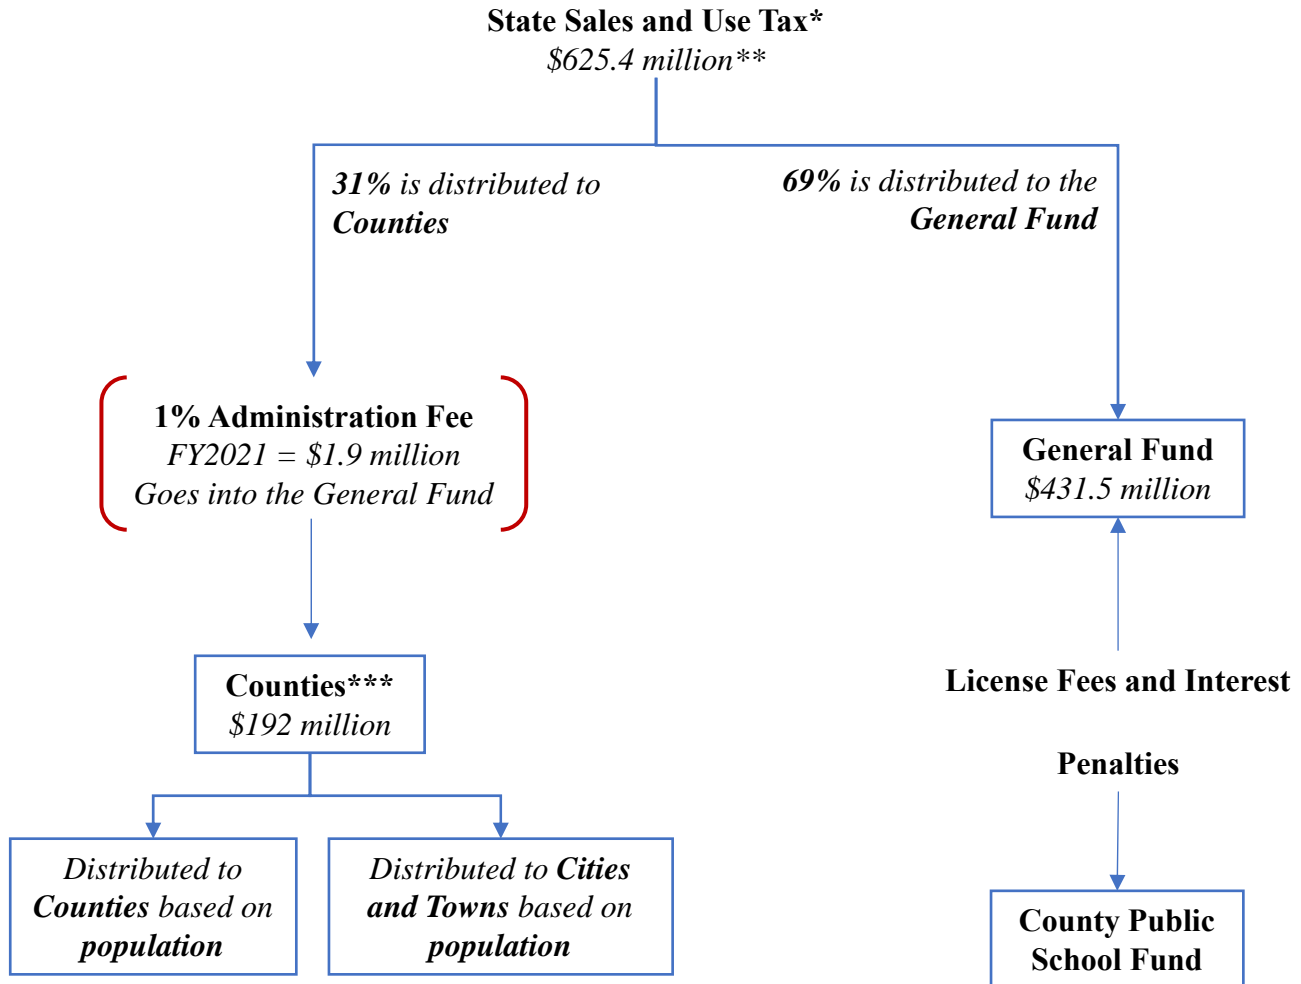 State Sales and Use Tax*
$625.4 million**
31% is distributed to
Counties
69% is distributed to the
General Fund
1% Administration Fee
FY2021 = $1.9 million
Goes into the General Fund
General Fund
$431.5 million
Counties***
$192 million
License Fees and Interest
Penalties
Distributed to
Counties based on
population
Distributed to Cities
and Towns based on
population
County Public
School Fund